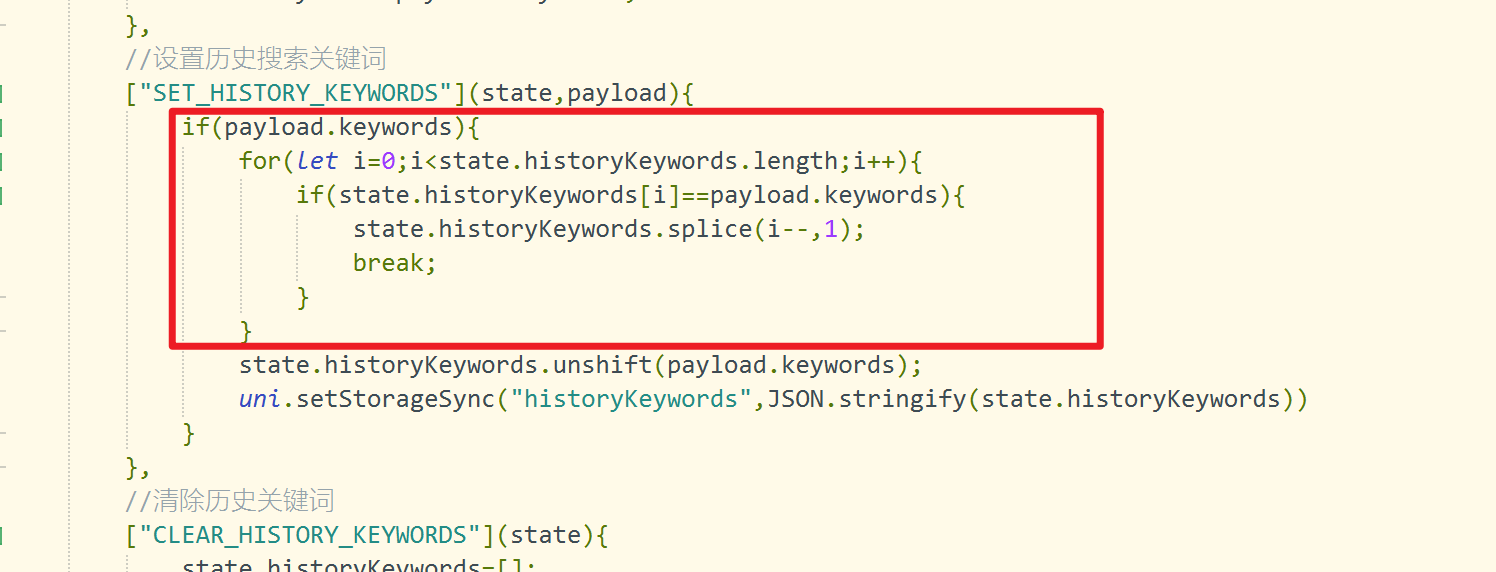 },
//设置历史搜索关键词
["SET_HISTORY_KEYWORDS"](state,payload){
if(payload.keywords){
for(let i=0;i<state.historyKeywords.length;i++){
if(state.historyKeywords[i]==payload.keywords){
state.historyKeywords.splice(i--,1);
break;
}
}
state.historyKeywords.unshift(payload.keywords);
uni.setStorageSync("historyKeywords",JSON.stringify(state.historyKeywords))
}
},
//清除历史关键词
["CLEAR_HISTORY_KEYWORDS"](state){
state.historyKeywords=[];